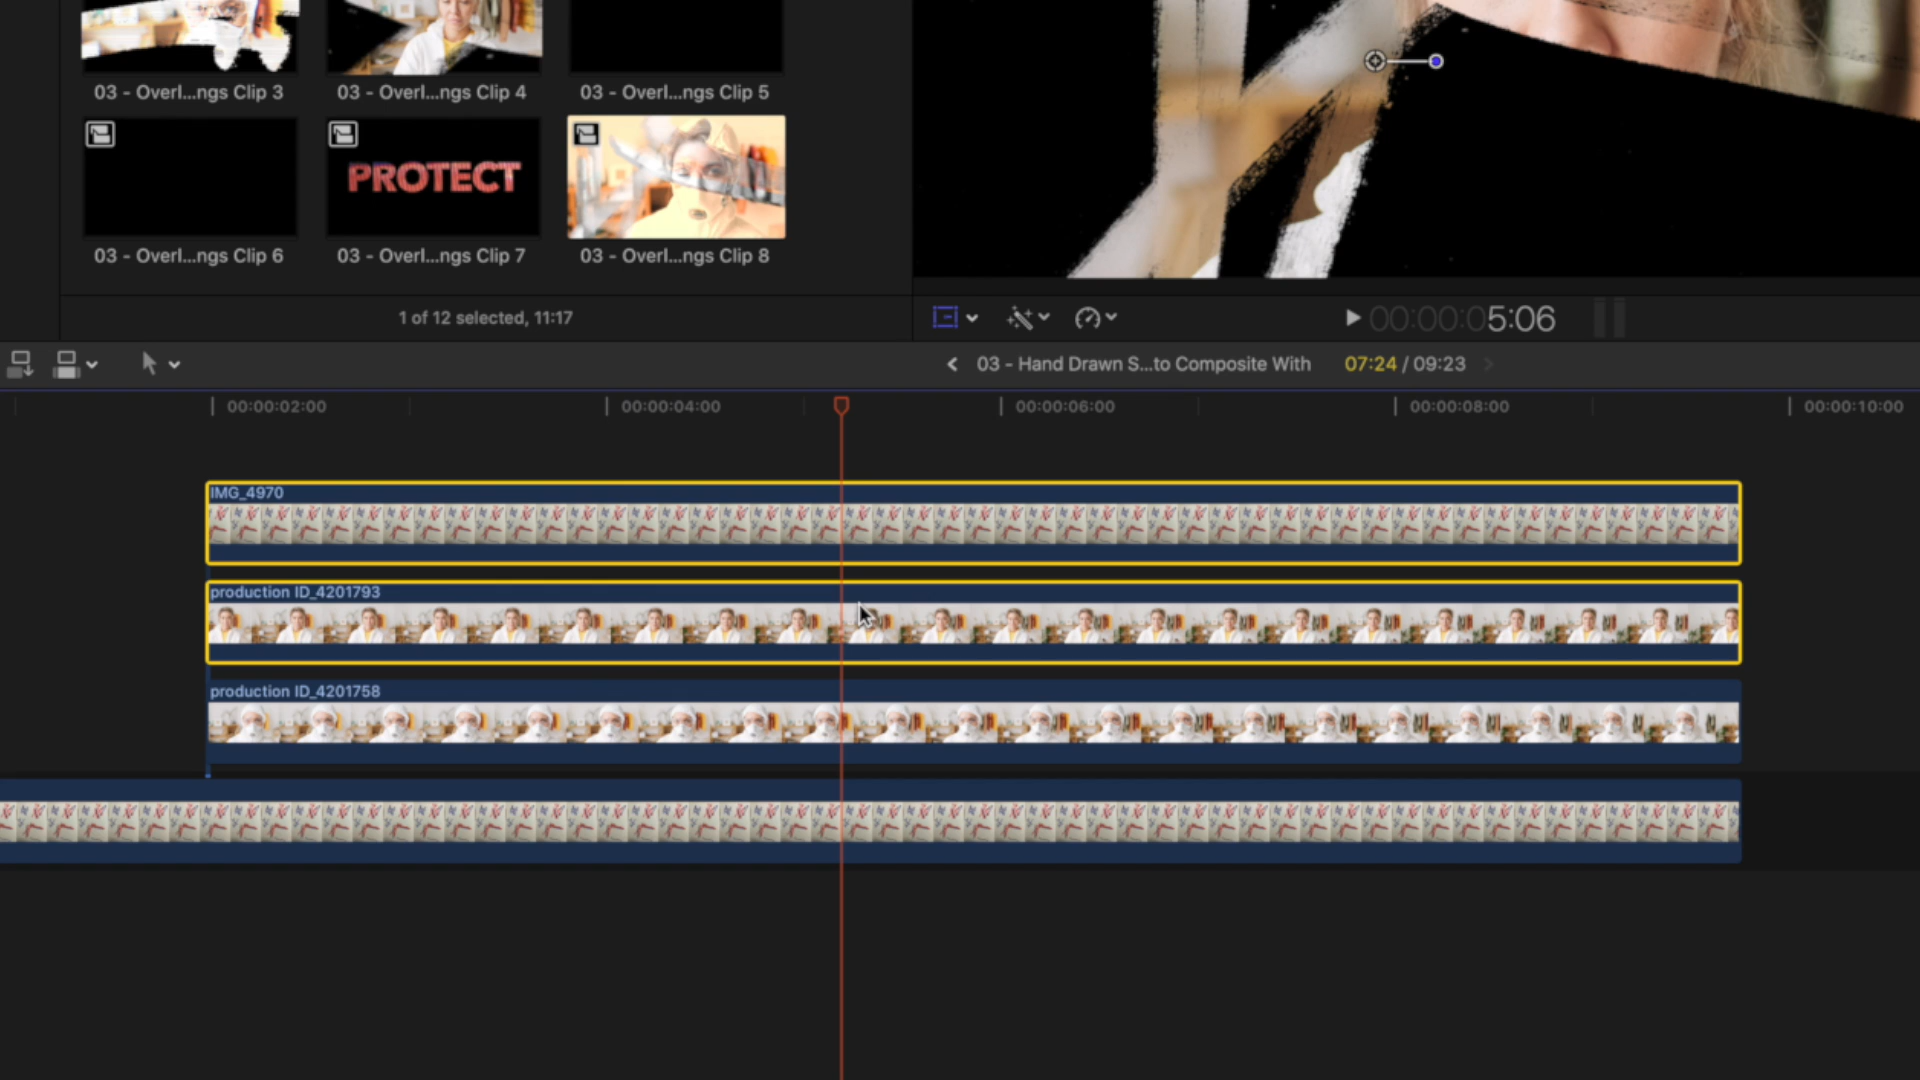 03 - Overl...ngs Clip 3
03 - Overl...ngs Clip 4
03 - Overl...ngs Clip 5
PROTECT
03 - Overl...ngs Clip 6
03 - Overl...ngs Clip 7
03 - Overl...ngs Clip 8
1 of 12 selected, 11:17
00:00:05:06
03 - Hand Drawn S...to Composite With
07:24 / 09:23
00:00:02:00
00:00:04:00
00:00:06:00
00:00:08:00
00:00:10:00
IMG_4970
production ID_4201793
production ID_4201758